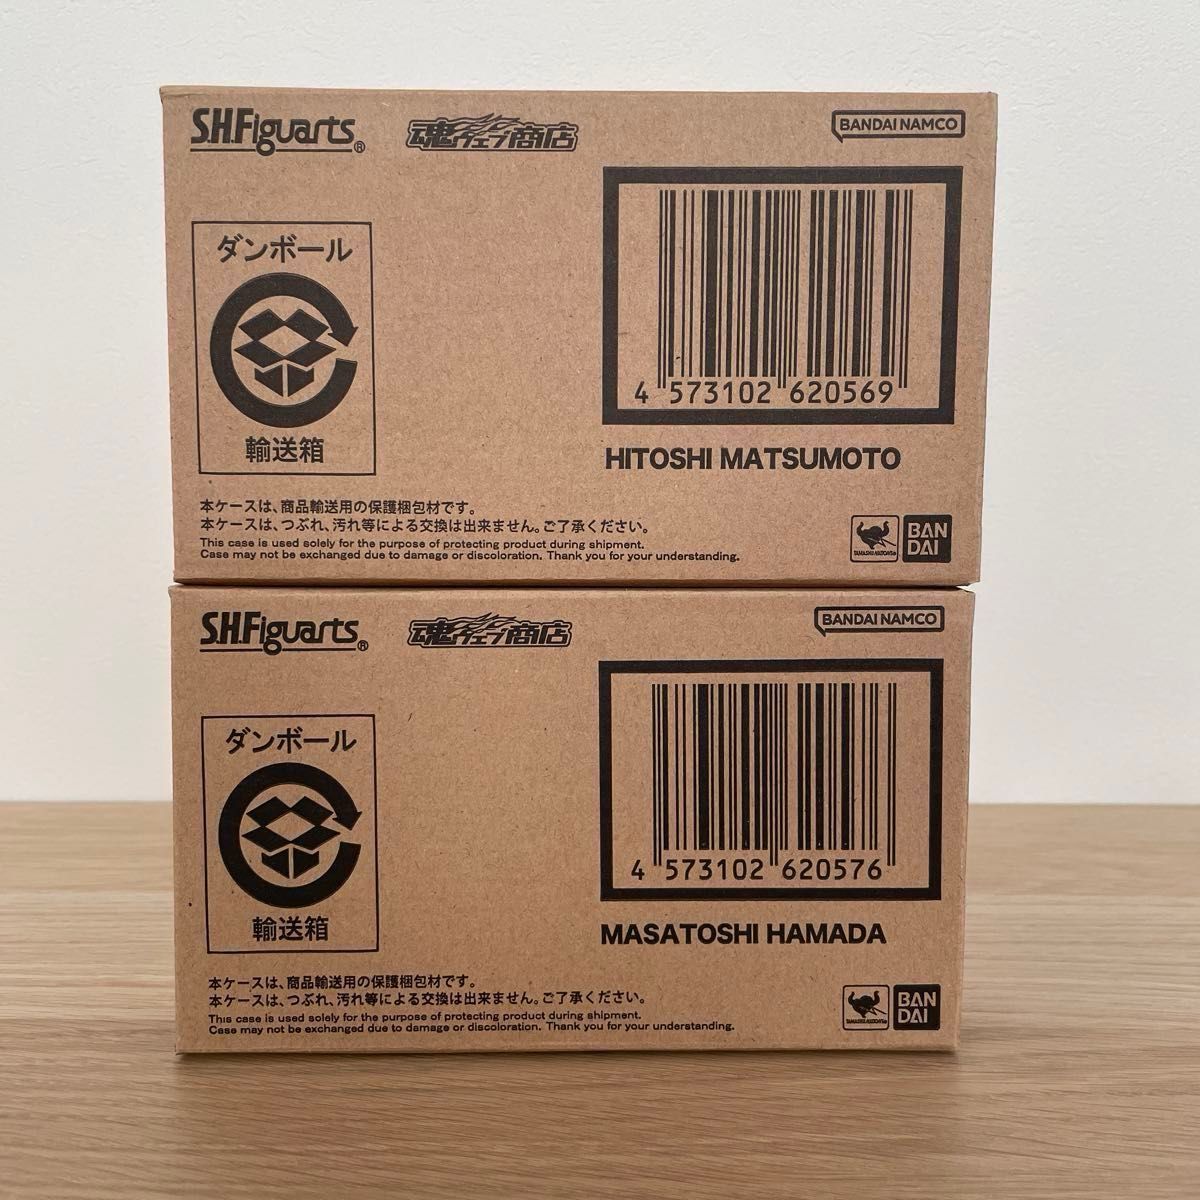 S.H.Figuarts®
魂ウェブ商店
BANDAI NAMCO
ダンボール
輸送箱
4 573102 620569
HITOSHI MATSUMOTO
本ケースは、商品輸送用の保護梱包材です。
本ケースは、つぶれ、汚れ等による交換は出来ません。ご了承ください。
This case is used solely for the purpose of protecting product during shipment.
Case may not be exchanged due to damage or discoloration. Thank you for your understanding.
TAMASHII NATIONS
BAN
DAI
S.H.Figuarts®
魂ウェブ商店
BANDAI NAMCO
ダンボール
輸送箱
4 573102 620576
MASATOSHI HAMADA
本ケースは、商品輸送用の保護梱包材です。
本ケースは、つぶれ、汚れ等による交換は出来ません。ご了承ください。
This case is used solely for the purpose of protecting product during shipment.
Case may not be exchanged due to damage or discoloration. Thank you for your understanding.
TAMASHII NATIONS
BAN
DAI